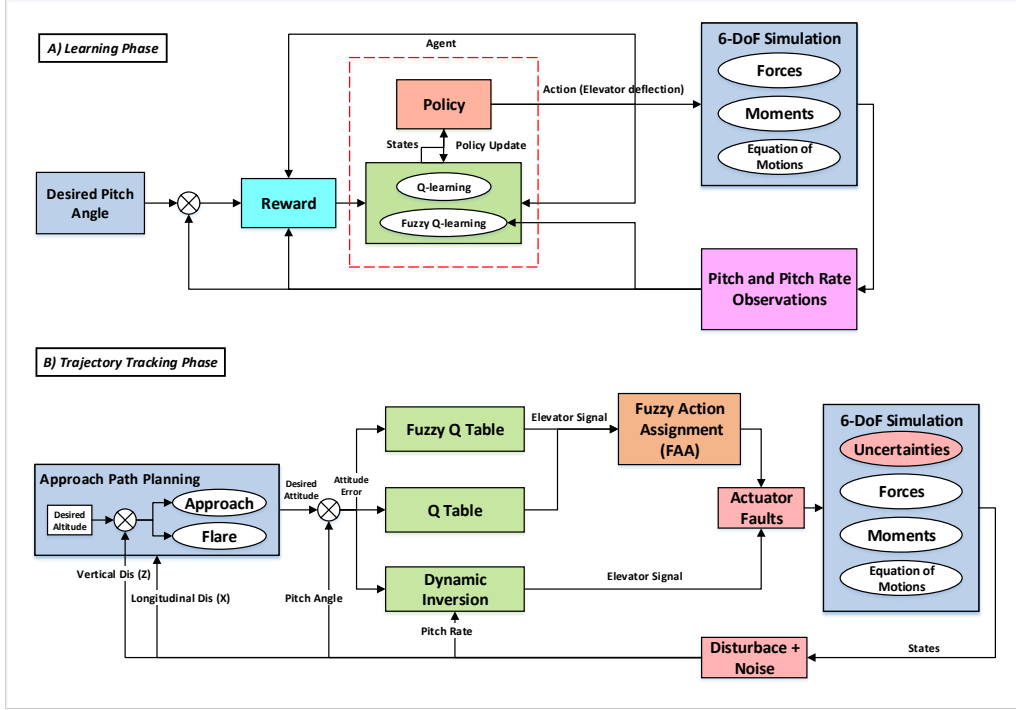 A) Learning Phase
Agent
6-DoF Simulation
Forces
Moments
Equation of
Motions
Policy
Action (Elevator deflection)
States
Policy Update
Q-learning
Fuzzy Q-learning
Desired Pitch
Angle
Reward
Pitch and Pitch Rate
Observations
B) Trajectory Tracking Phase
Approach Path Planning
Desired
Altitude
Approach
Flare
Vertical Dis (Z)
Longitudinal Dis (X)
Desired
Attitude
Attitude
Error
Pitch Angle
Fuzzy Q Table
Q Table
Dynamic
Inversion
Pitch Rate
Elevator Signal
Fuzzy Action
Assignment
(FAA)
Elevator Signal
Actuator
Faults
6-DoF Simulation
Uncertainties
Forces
Moments
Equation of
Motions
Disturbace +
Noise
States